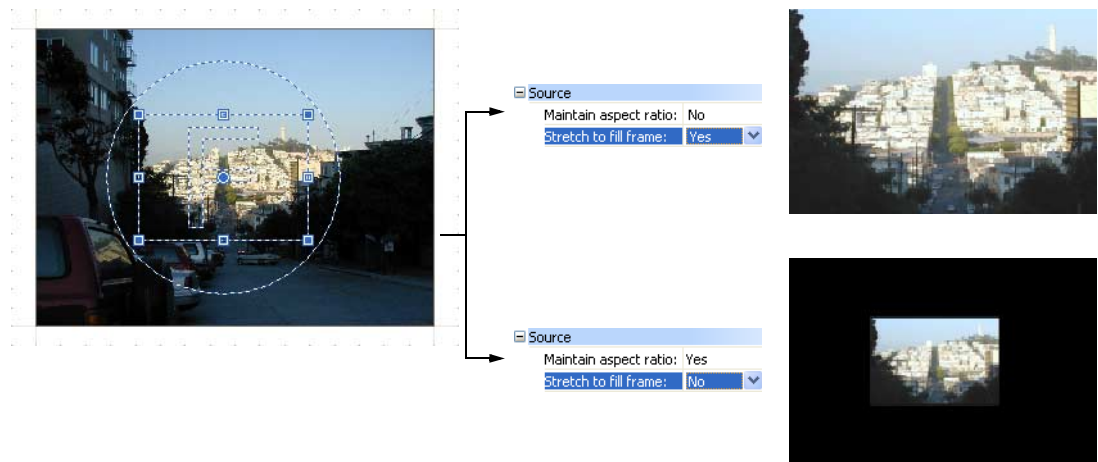 Source
Maintain aspect ratio: No
Stretch to fill frame: Yes
Source
Maintain aspect ratio: Yes
Stretch to fill frame: No